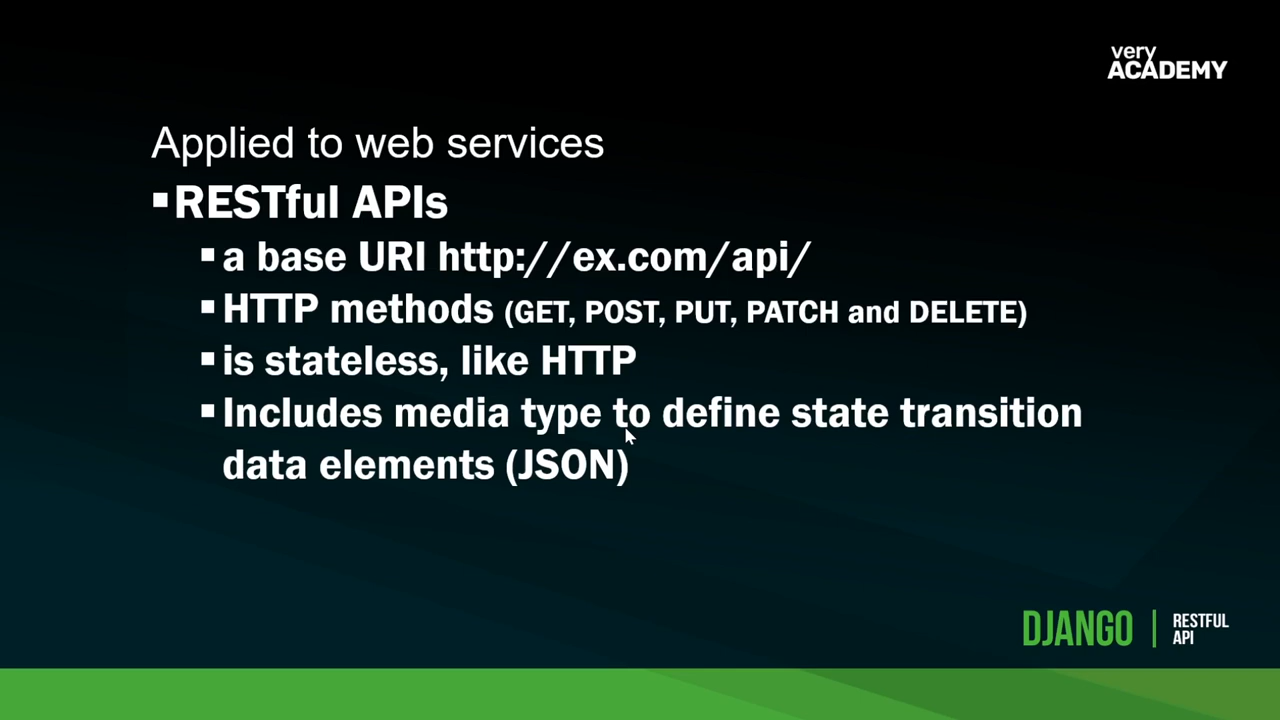 very
ACADEMY
Applied to web services
▪RESTful APIs
▪a base URI http://ex.com/api/
▪HTTP methods (GET, POST, PUT, PATCH and DELETE)
▪is stateless, like HTTP
▪Includes media type to define state transition
data elements (JSON)
DJANGO | RESTFUL
API